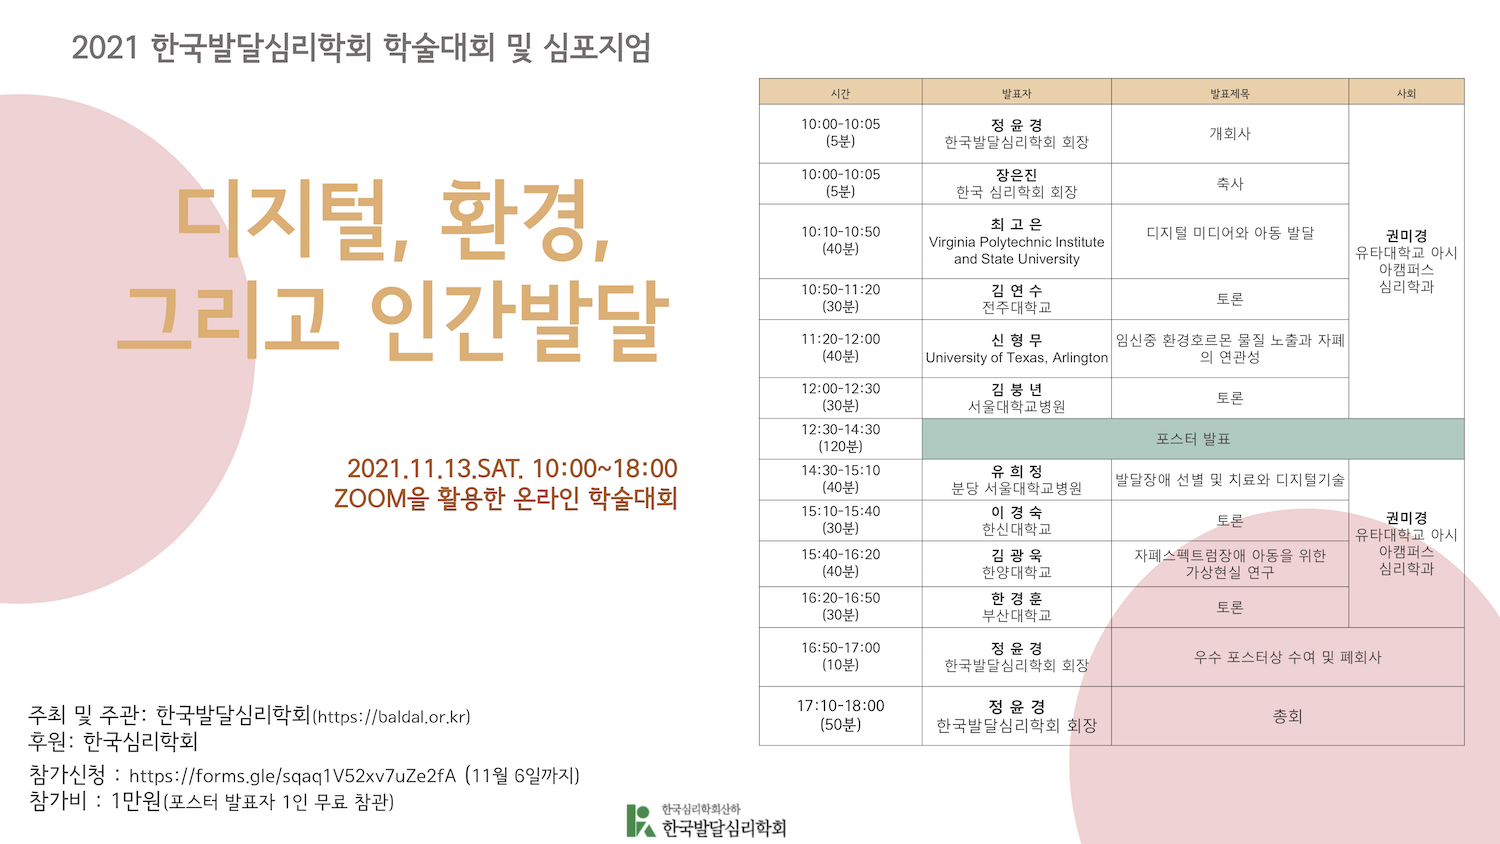 2021 한국발달심리학회 학술대회 및 심포지엄
디지털, 환경,
그리고 인간발달
2021.11.13.SAT. 10:00~18:00
ZOOM을 활용한 온라인 학술대회
주최 및 주관: 한국발달심리학회(https://baldal.or.kr)
후원: 한국심리학회
참가신청 : https://forms.gle/sqaq1V52xv7uZe2fA (11월 6일까지)
참가비 : 1만원(포스터 발표자 1인 무료 참관)
시간 발표자 발표제목 사회
10:00-10:05
(5분)
정 윤 경
한국발달심리학회 회장
개회사
10:00-10:05
(5분)
장은진
한국 심리학회 회장
축사
10:10-10:50
(40분)
최 고 은
Virginia Polytechnic Institute
and State University
디지털 미디어와 아동 발달
10:50-11:20
(30분)
김 연 수
전주대학교
토론
11:20-12:00
(40분)
신 형 무
University of Texas, Arlington
임신중 환경호르몬 물질 노출과 자폐
의 연관성
12:00-12:30
(30분)
김 붕 년
서울대학교병원
토론
권미경
유타대학교 아시
아캠퍼스
심리학과
12:30-14:30
(120분)
포스터 발표
14:30-15:10
(40분)
유 희 정
분당 서울대학교병원
발달장애 선별 및 치료와 디지털기술
15:10-15:40
(30분)
이 경 숙
한신대학교
토론
15:40-16:20
(40분)
김 광 욱
한양대학교
자폐스펙트럼장애 아동을 위한
가상현실 연구
16:20-16:50
(30분)
한 경 훈
부산대학교
토론
권미경
유타대학교 아시
아캠퍼스
심리학과
16:50-17:00
(10분)
정 윤 경
한국발달심리학회 회장
우수 포스터상 수여 및 폐회사
17:10-18:00
(50분)
정 윤 경
한국발달심리학회 회장
총회
한국심리학회산하
한국발달심리학회